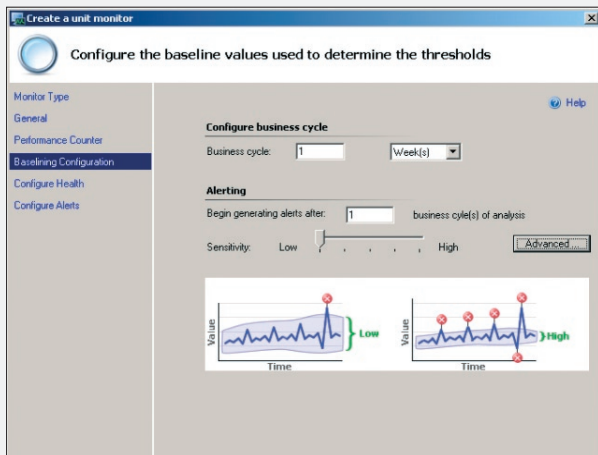 Create a unit monitor
Configure the baseline values used to determine the thresholds
Monitor Type
General
Performance Counter
Baselining Configuration
Configure Health
Configure Alerts
Help
Configure business cycle
Business cycle: 1 Week(s)
Alerting
Begin generating alerts after: 1 business cyle(s) of analysis
Sensitivity: Low High Advanced ...
Value
Low
Time
Value
High
Time